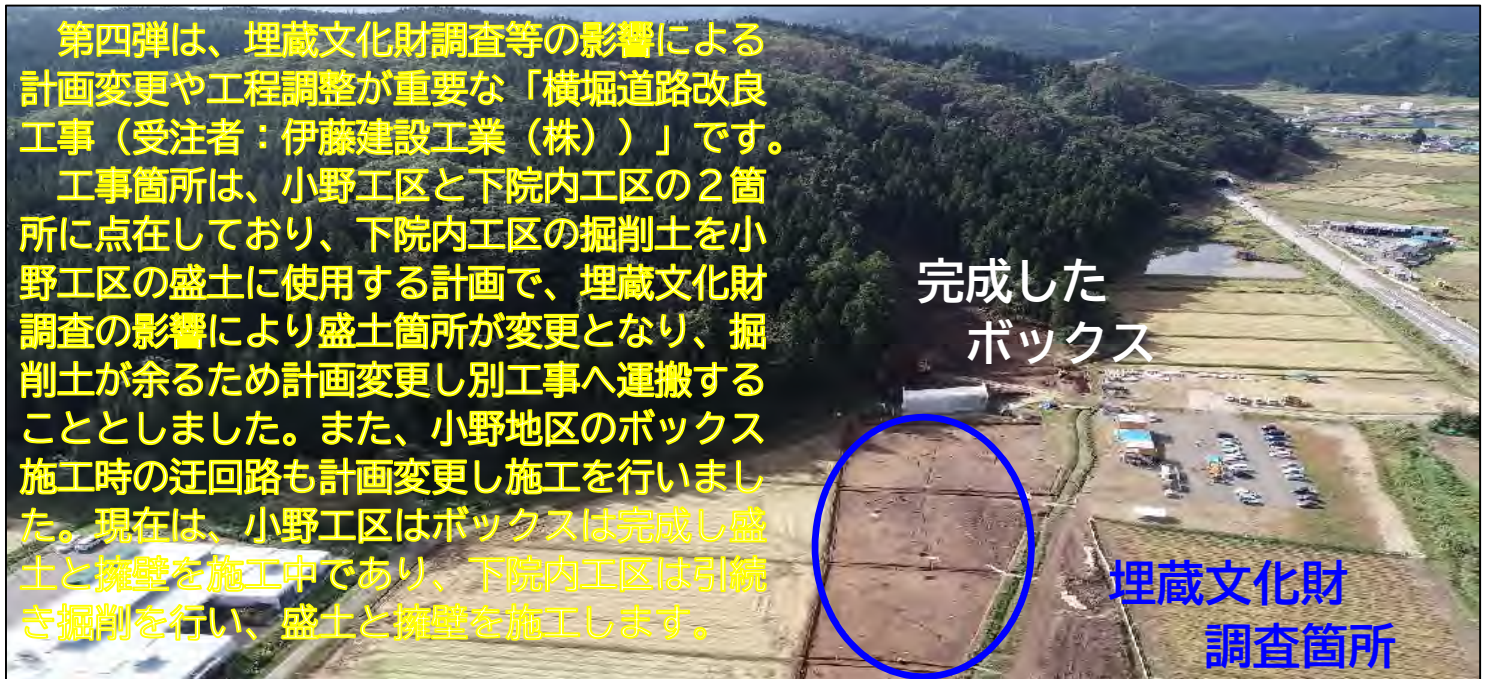 第四弾は、埋蔵文化財調査等の影響による
計画変更や工程調整が重要な「横堀道路改良
工事（受注者：伊藤建設工業（株））」です。
工事箇所は、小野工区と下院内工区の２箇
所に点在しており、下院内工区の掘削土を小
野工区の盛土に使用する計画で、埋蔵文化財
調査の影響により盛土箇所が変更となり、掘
削土が余るため計画変更し別工事へ運搬する
こととしました。また、小野地区のボックス
施工時の迂回路も計画変更し施工を行いまし
た。現在は、小野工区はボックスは完成し盛
土と擁壁を施工中であり、下院内工区は引続
き掘削を行い、盛土と擁壁を施工します。
完成した
ボックス
埋蔵文化財
調査箇所